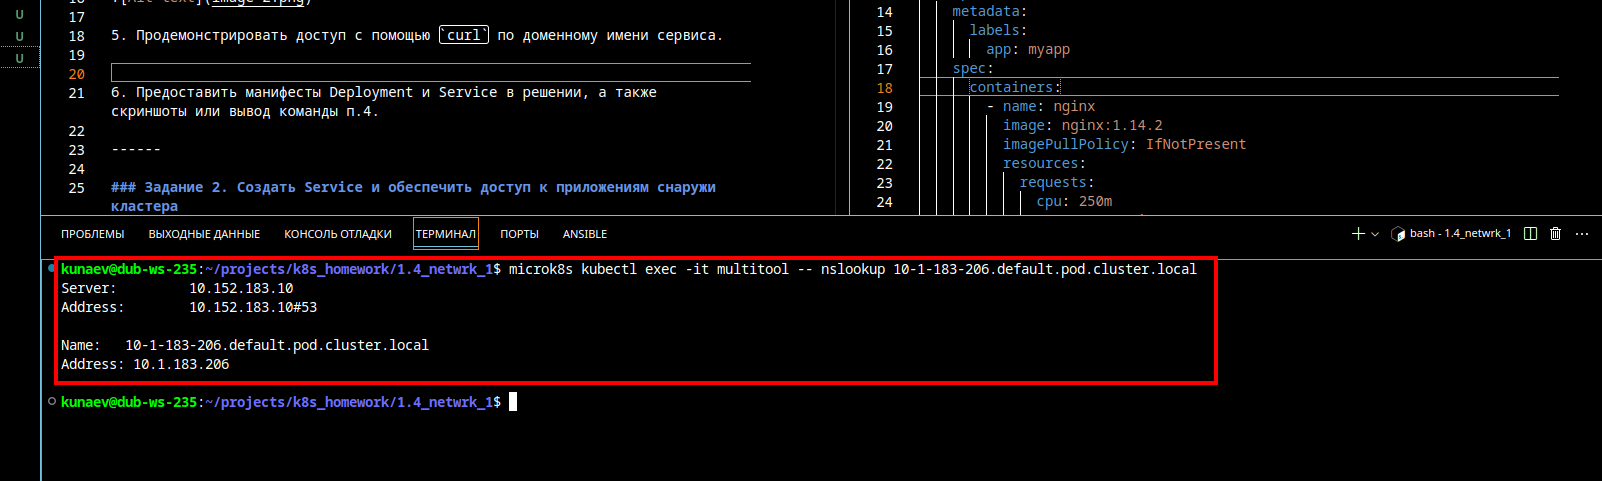 U
U
U
16 ![Alt text](image-2.png)
17
18 5. Продемонстрировать доступ с помощью `curl` по доменному имени сервиса.
19
20
21 6. Предоставить манифесты Deployment и Service в решении, а также
скриншоты или вывод команды п.4.
22
23 ------
24
25 ### Задание 2. Создать Service и обеспечить доступ к приложениям снаружи
кластера
14 metadata:
15 labels:
16 app: myapp
17 spec:
18 containers:
19 - name: nginx
20 image: nginx:1.14.2
21 imagePullPolicy: IfNotPresent
22 resources:
23 requests:
24 cpu: 250m
ПРОБЛЕМЫ ВЫХОДНЫЕ ДАННЫЕ КОНСОЛЬ ОТЛАДКИ ТЕРМИНАЛ ПОРТЫ ANSIBLE bash - 1.4_netwrk_1
kunaev@dub-ws-235:~/projects/k8s_homework/1.4_netwrk_1$ microk8s kubectl exec -it multitool -- nslookup 10-1-183-206.default.pod.cluster.local
Server: 10.152.183.10
Address: 10.152.183.10#53
Name: 10-1-183-206.default.pod.cluster.local
Address: 10.1.183.206
kunaev@dub-ws-235:~/projects/k8s_homework/1.4_netwrk_1$